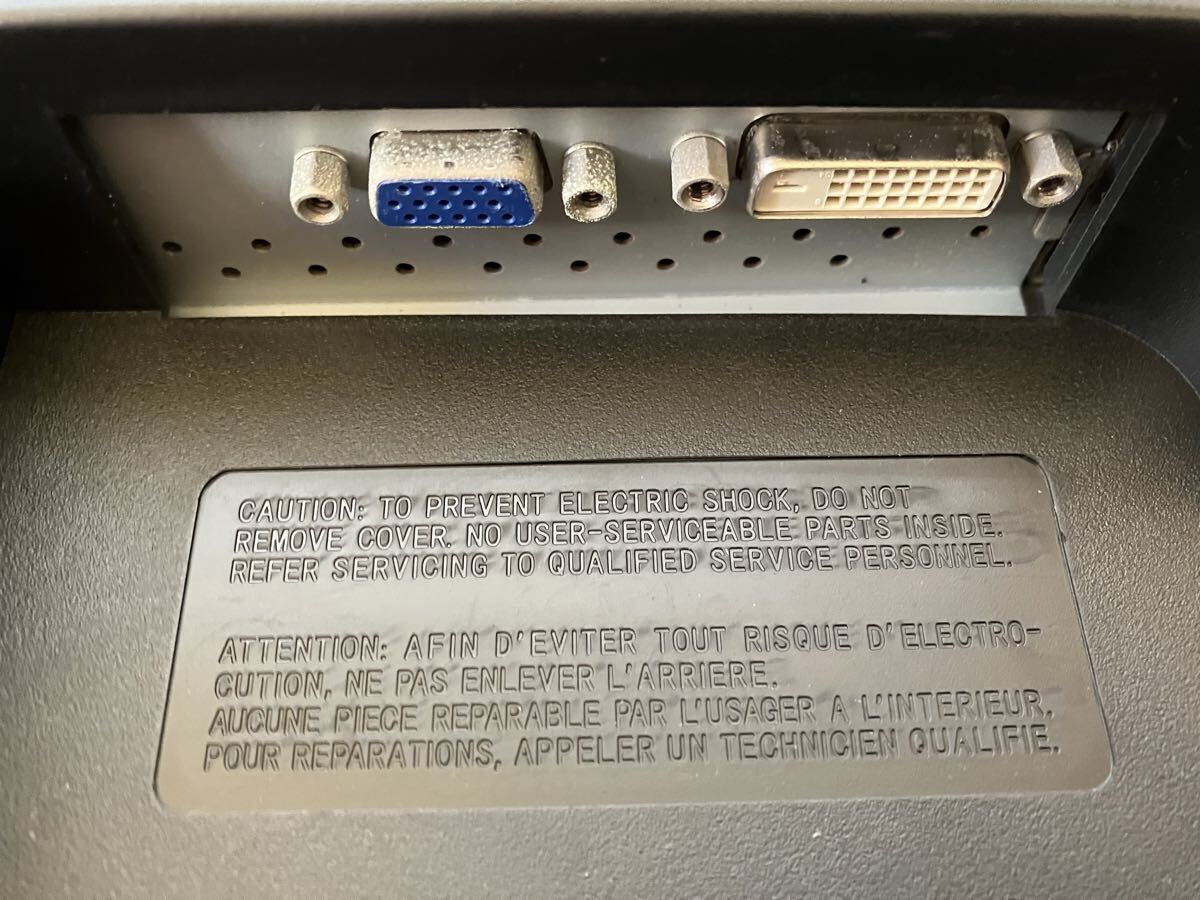 CAUTION: TO PREVENT ELECTRIC SHOCK, DO NOT
REMOVE COVER. NO USER-SERVICEABLE PARTS INSIDE.
REFER SERVICING TO QUALIFIED SERVICE PERSONNEL.
ATTENTION: AFIN D'EVITER TOUT RISQUE D'ELECTRO-
CUTION, NE PAS ENLEVER L'ARRIERE.
AUCUNE PIECE REPARABLE PAR L'USAGER A L'INTERIEUR.
POUR REPARATIONS, APPELER UN TECHNICIEN QUALIFIE.